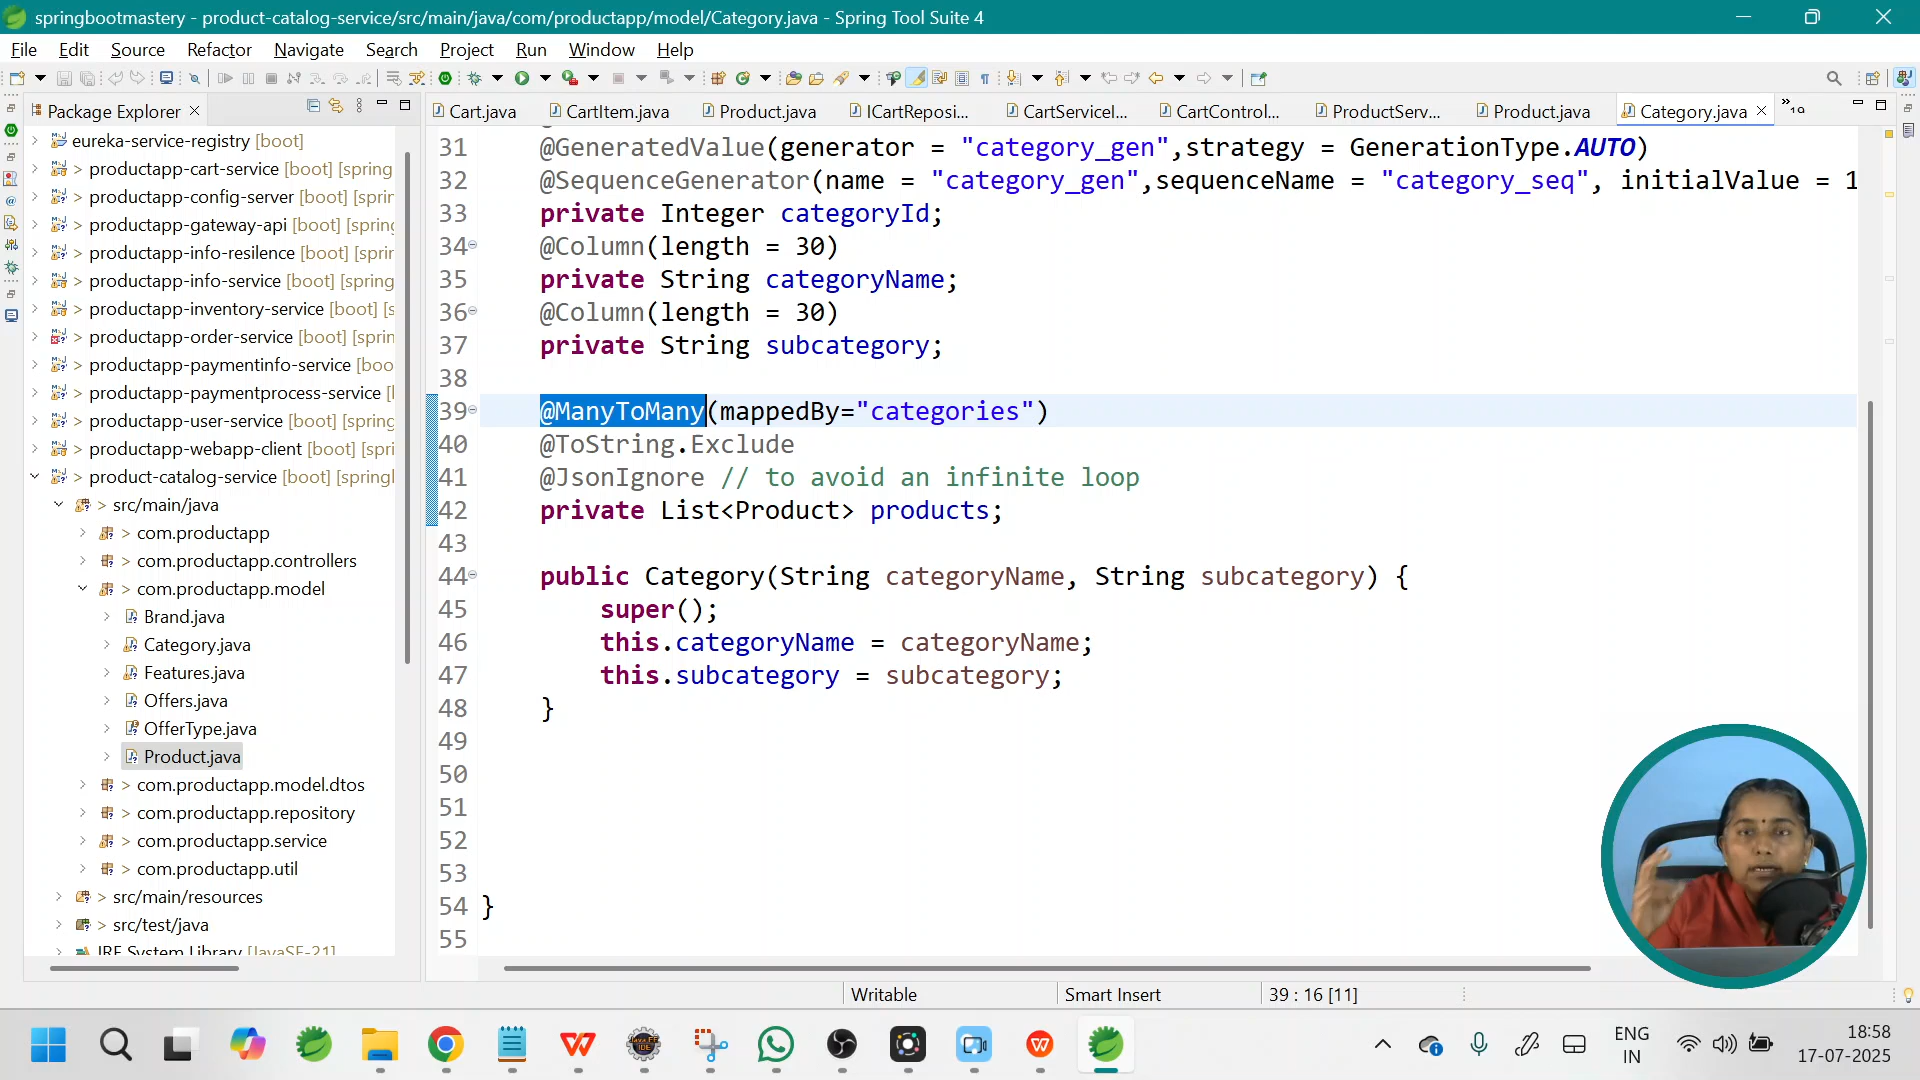 springbootmastery - product-catalog-service/src/main/java/com/productapp/model/Category.java - Spring Tool Suite 4
File Edit Source Refactor Navigate Search Project Run Window Help
Package Explorer
Cart.java CartItem.java Product.java ICartReposi... CartServiceI... CartControl... ProductServ... Product.java Category.java
eureka-service-registry [boot]
> productapp-cart-service [boot] [spring
> productapp-config-server [boot] [sprin
> productapp-gateway-api [boot] [spring
> productapp-info-resilence [boot] [sprin
> productapp-info-service [boot] [spring
> productapp-inventory-service [boot] [s
> productapp-order-service [boot] [sprin
> productapp-paymentinfo-service [boo
> productapp-paymentprocess-service [
> productapp-user-service [boot] [spring
> productapp-webapp-client [boot] [spri
> product-catalog-service [boot] [spring
> src/main/java
> com.productapp
> com.productapp.controllers
> com.productapp.model
Brand.java
Category.java
Features.java
Offers.java
OfferType.java
Product.java
> com.productapp.model.dtos
> com.productapp.repository
> com.productapp.service
> com.productapp.util
> src/main/resources
> src/test/java
JRE System Library [JavaSE-21]
31 @GeneratedValue(generator = "category_gen",strategy = GenerationType.AUTO)
32 @SequenceGenerator(name = "category_gen",sequenceName = "category_seq", initialValue = 1
33 private Integer categoryId;
34 @Column(length = 30)
35 private String categoryName;
36 @Column(length = 30)
37 private String subcategory;
38
39 @ManyToMany(mappedBy="categories")
40 @ToString.Exclude
41 @JsonIgnore // to avoid an infinite loop
42 private List<Product> products;
43
44 public Category(String categoryName, String subcategory) {
45 super();
46 this.categoryName = categoryName;
47 this.subcategory = subcategory;
48 }
49
50
51
52
53
54 }
55
Writable Smart Insert 39 : 16 [11]
ENG
IN
18:58
17-07-2025